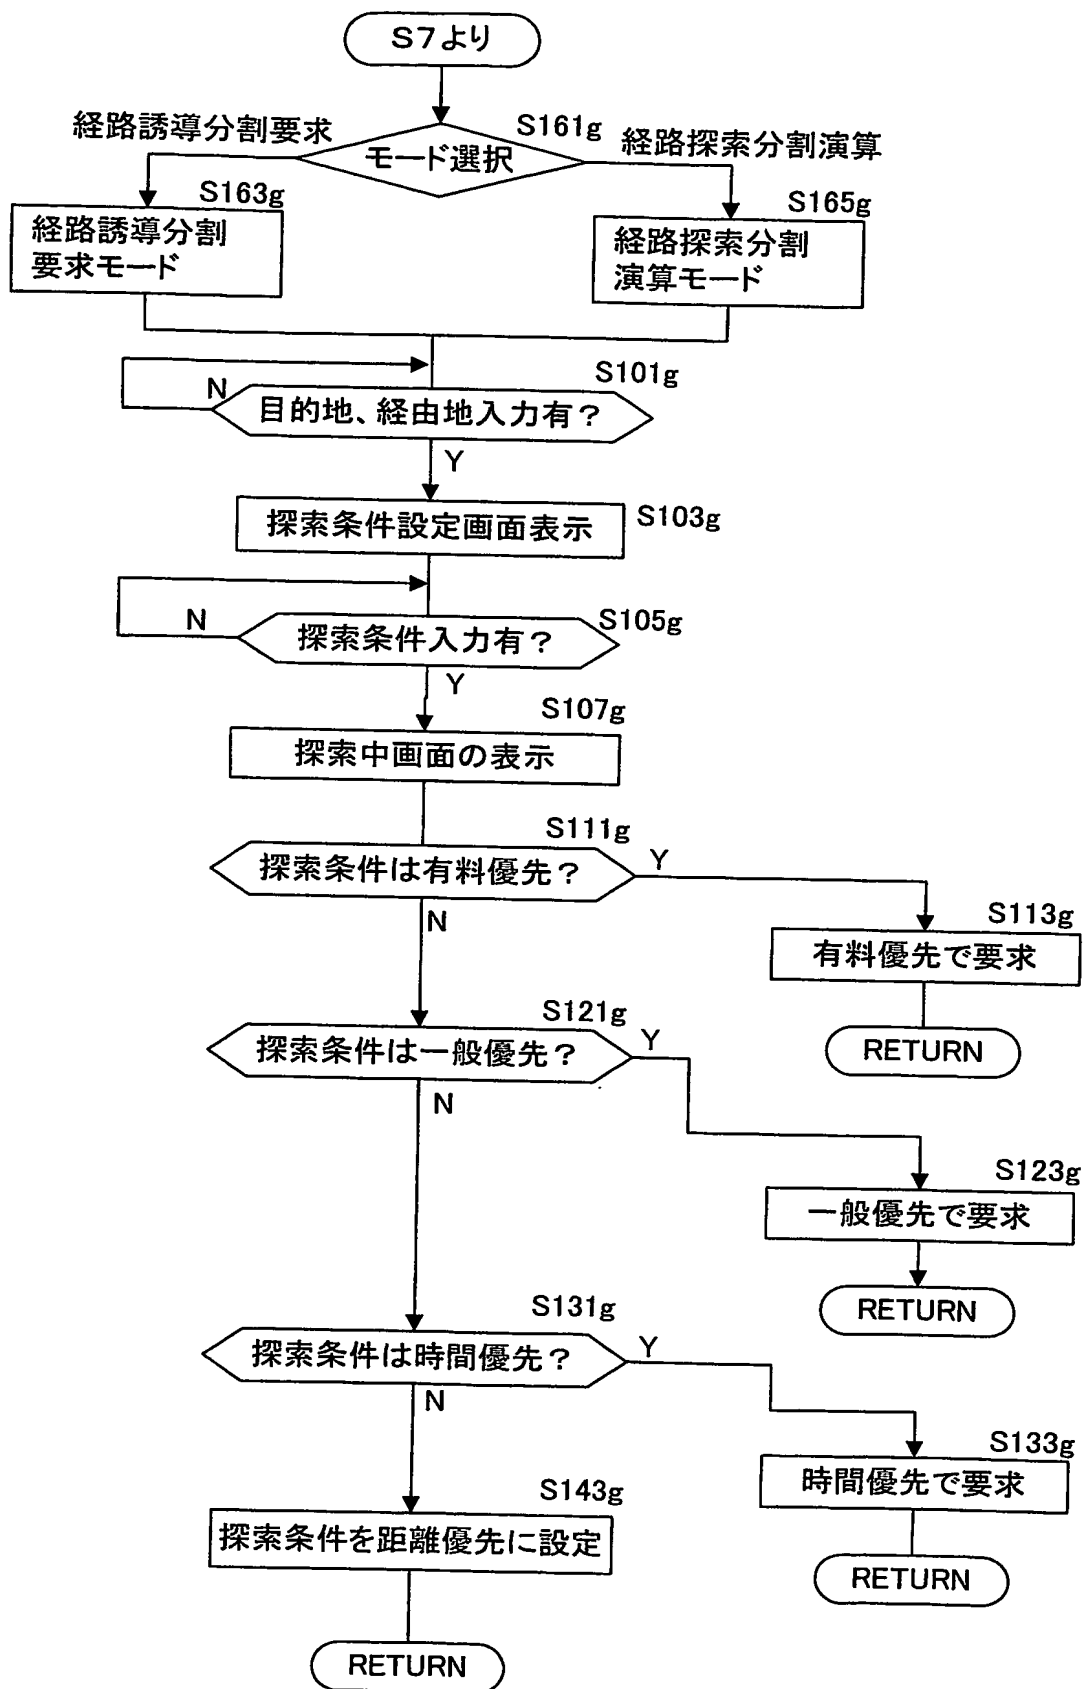 S7より
経路誘導分割要求
S161g
モード選択
経路探索分割演算
S163g
経路誘導分割
要求モード
S165g
経路探索分割
演算モード
S101g
N
目的地、経由地入力有？
Y
探索条件設定画面表示
S103g
N
S105g
探索条件入力有？
Y
S107g
探索中画面の表示
S111g
探索条件は有料優先？
Y
N
S113g
有料優先で要求
RETURN
S121g
探索条件は一般優先？
Y
N
S123g
一般優先で要求
RETURN
S131g
探索条件は時間優先？
Y
N
S133g
時間優先で要求
RETURN
S143g
探索条件を距離優先に設定
RETURN